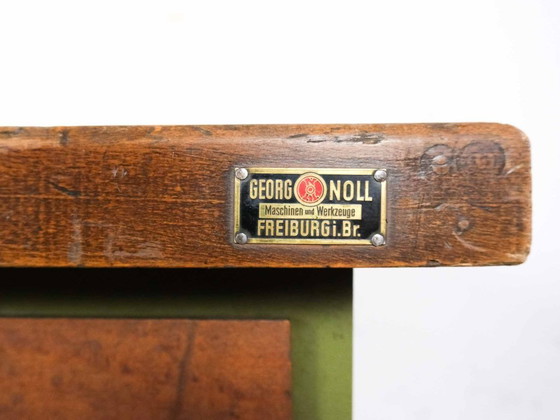 GEORG NOLL
Maschinen und Werkzeuge
FREIBURG i. Br.